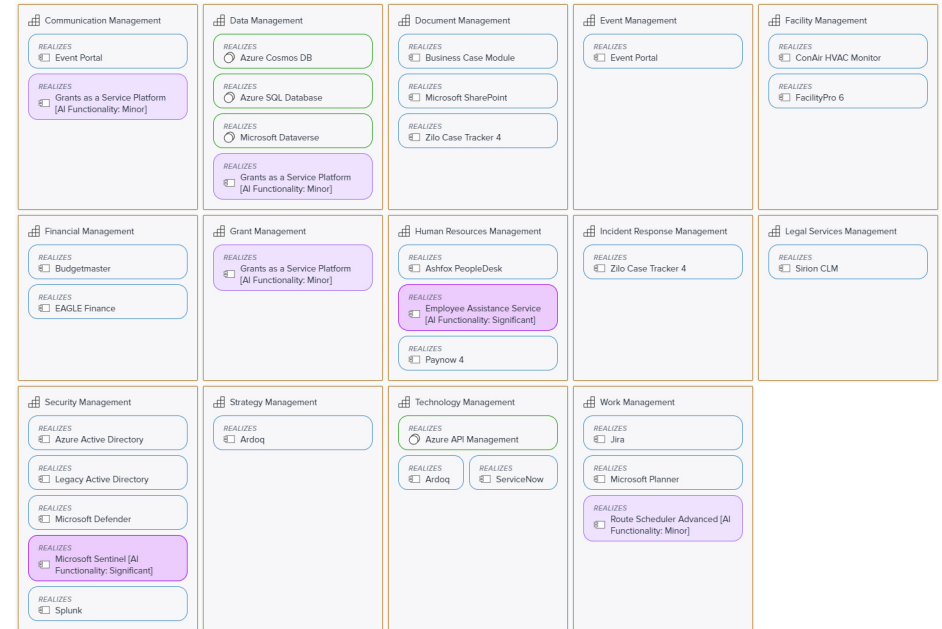 Communication Management
REALIZES
Event Portal
REALIZES
Grants as a Service Platform
[AI Functionality: Minor]
Data Management
REALIZES
Azure Cosmos DB
REALIZES
Azure SQL Database
REALIZES
Microsoft Dataverse
REALIZES
Grants as a Service Platform
[AI Functionality: Minor]
Document Management
REALIZES
Business Case Module
REALIZES
Microsoft SharePoint
REALIZES
Zilo Case Tracker 4
Event Management
REALIZES
Event Portal
Facility Management
REALIZES
ConAir HVAC Monitor
REALIZES
FacilityPro 6
Financial Management
REALIZES
Budgetmaster
REALIZES
EAGLE Finance
Grant Management
REALIZES
Grants as a Service Platform
[AI Functionality: Minor]
Human Resources Management
REALIZES
Ashfox PeopleDesk
REALIZES
Employee Assistance Service
[AI Functionality: Significant]
REALIZES
Paynow 4
Incident Response Management
REALIZES
Zilo Case Tracker 4
Legal Services Management
REALIZES
Sirion CLM
Security Management
REALIZES
Azure Active Directory
REALIZES
Legacy Active Directory
REALIZES
Microsoft Defender
REALIZES
Microsoft Sentinel [AI
Functionality: Significant]
REALIZES
Splunk
Strategy Management
REALIZES
Ardoq
Technology Management
REALIZES
Azure API Management
REALIZES
Ardoq
REALIZES
ServiceNow
Work Management
REALIZES
Jira
REALIZES
Microsoft Planner
REALIZES
Route Scheduler Advanced [AI
Functionality: Minor]